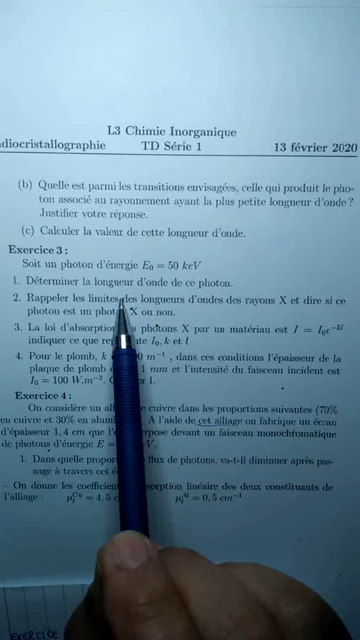 L3 Chimie Inorganique
diocristallographie TD Série 1 13 février 2020
(b) Quelle est parmi les transitions envisagées, celle qui produit le pho-
ton associé au rayonnement ayant la plus petite longueur d'onde ?
Justifier votre réponse.
(c) Calculer la valeur de cette longueur d'onde.
Exercice 3 :
Soit un photon d'énergie E₀ = 50 keV
1. Déterminer la longueur d'onde de ce photon.
2. Rappeler les limites des longueurs d'ondes des rayons X et dire si ce
photon est un phot X ou non.
3. La loi d'absorption photons X par un matériau est I = I₀e⁻ᵏˡ
indiquer ce que I₀, k et l
4. Pour le plomb, k m⁻¹ , dans ces conditions l'épaisseur de la
plaque de plomb 1 mm et l'intensité du faisceau incident est
I₀ = 100 W.m⁻². I.
Exercice 4 :
On considère un cuivre dans les proportions suivantes (70%
en cuivre et 30% en A l'aide de cet alliage on fabrique un écran
d'épaisseur 1, 4 cm que devant un faisceau monochromatique
de photons d'énergie E = V.
1. Dans quelle flux de photons, va-t-il diminuer après pas-
sage à travers cet
– On donne les linéaire des deux constituants de
l'alliage : = 4, 5 = 0, 5 cm⁻¹